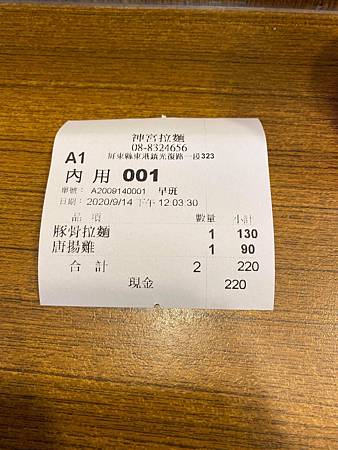 神宮拉麵
08-8324656
屏東縣東港鎮光復路一段323
A1
內用 001
單號: A2009140001 早班
日期: 2020/9/14 下午 12:03:30
品項 數量 小計
豚骨拉麵 1 130
唐揚雞 1 90
合計 2 220
現金 220